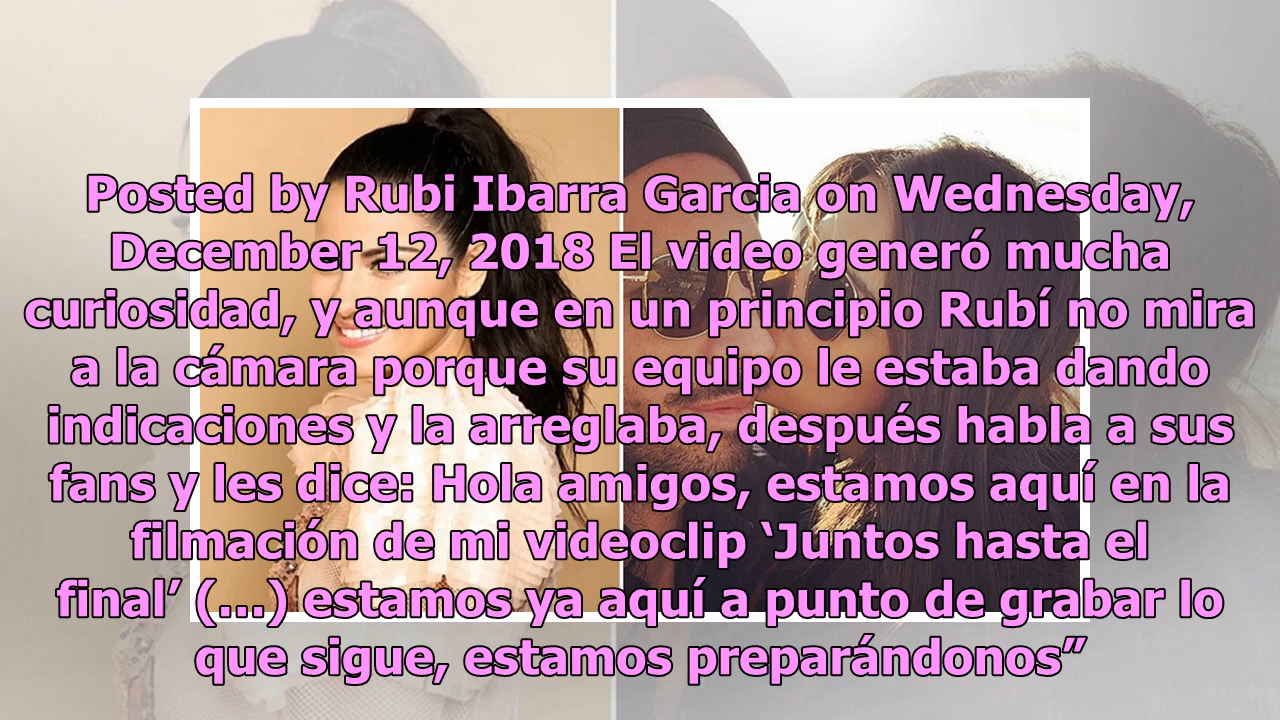 Posted by Rubi Ibarra Garcia on Wednesday,
December 12, 2018 El video generó mucha
curiosidad, y aunque en un principio Rubí no mira
a la cámara porque su equipo le estaba dando
indicaciones y la arreglaba, después habla a sus
fans y les dice: Hola amigos, estamos aquí en la
filmación de mi videoclip ‘Juntos hasta el
final’ (...) estamos ya aquí a punto de grabar lo
que sigue, estamos preparándonos”